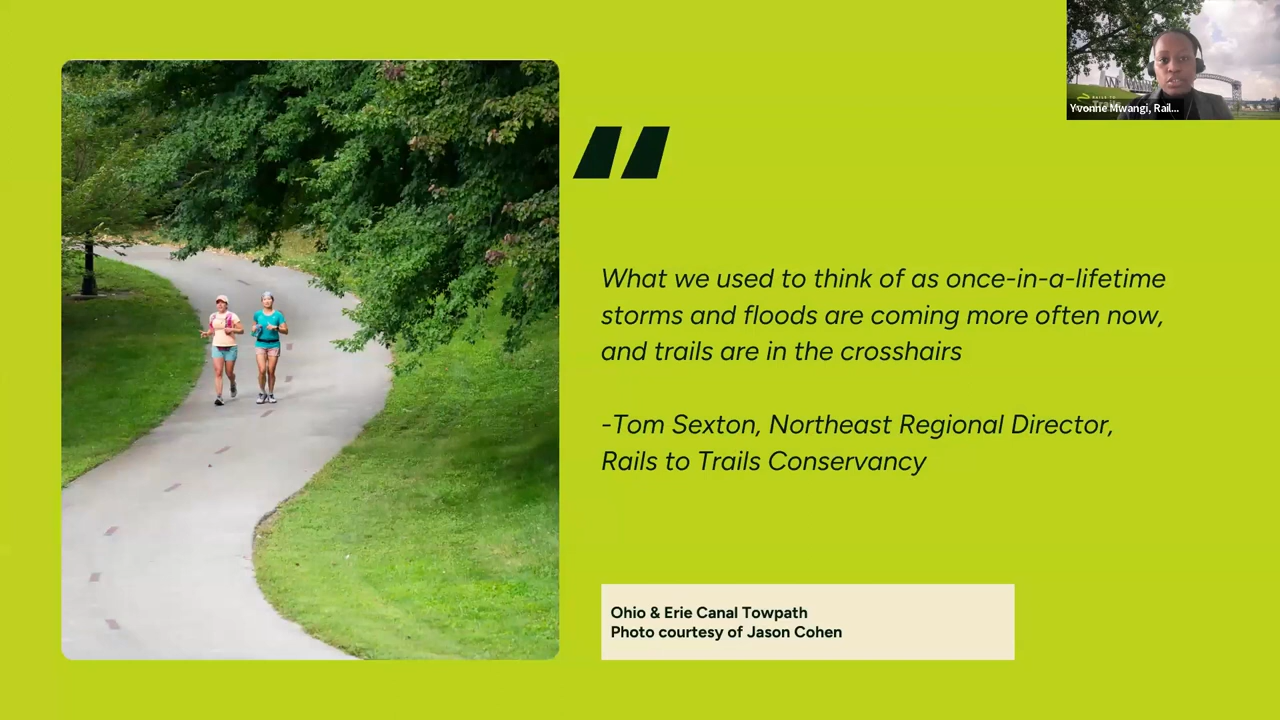 What we used to think of as once-in-a-lifetime
storms and floods are coming more often now,
and trails are in the crosshairs
-Tom Sexton, Northeast Regional Director,
Rails to Trails Conservancy
Ohio & Erie Canal Towpath
Photo courtesy of Jason Cohen
Yvonne Mwangi, Rail...